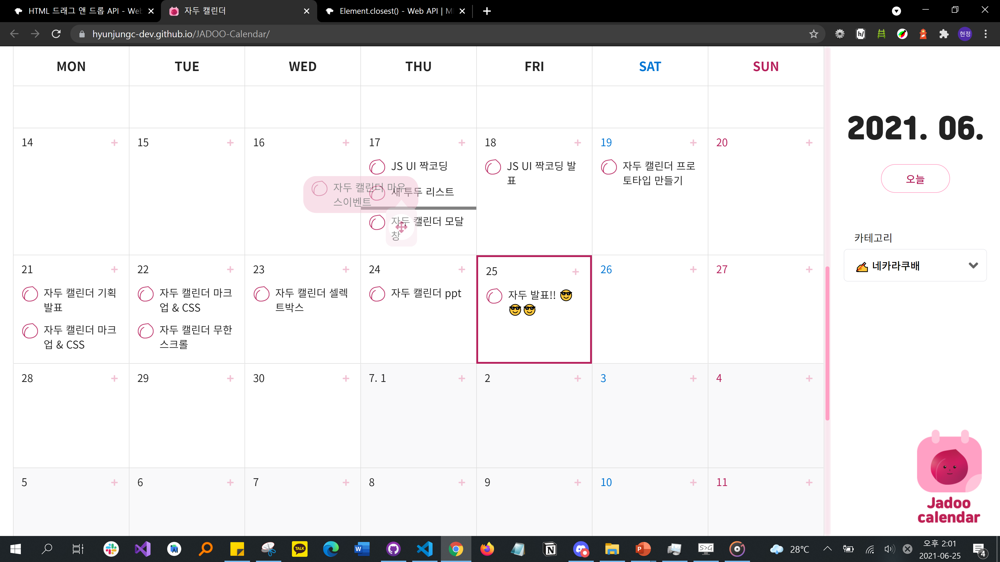 HTML 드래그 앤 드롭 API - Web
자두 캘린더
Element.closest() - Web API | M
hyunjungc-dev.github.io/JADOO-Calendar/
현정
MON TUE WED THU FRI SAT SUN
14 + 15 + 16 + 17 + 18 + 19 + 20 +
JS UI 짝코딩
새 투두 리스트
자두 캘린더 모달
창
자두 캘린더 마우
스이벤트
JS UI 짝코딩 발
표
자두 캘린더 프로
토타입 만들기
21 + 22 + 23 + 24 + 25 + 26 + 27 +
자두 캘린더 기획
발표
자두 캘린더 마크
업 & CSS
자두 캘린더 마크
업 & CSS
자두 캘린더 무한
스크롤
자두 캘린더 셀렉
트박스
자두 캘린더 ppt
자두 발표!! 😎
😎😎
28 + 29 + 30 + 7. 1 + 2 + 3 + 4 +
5 + 6 + 7 + 8 + 9 + 10 + 11 +
2021. 06.
오늘
카테고리
✍ 네카라쿠배
Jadoo
calendar
TALK
28°C
오후 2:01
2021-06-25
4